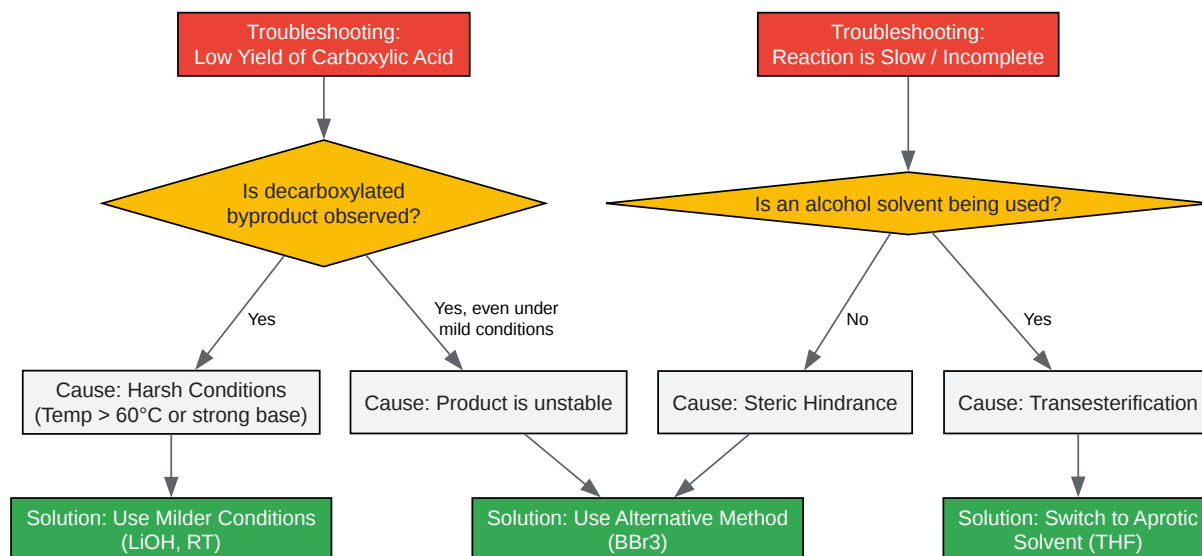 Troubleshooting:
Low Yield of Carboxylic Acid
Troubleshooting:
Reaction is Slow / Incomplete
Is decarboxylated
byproduct observed?
Is an alcohol solvent being used?
Yes
Yes, even under
mild conditions
No
Yes
Cause: Harsh Conditions
(Temp > 60°C or strong base)
Cause: Product is unstable
Cause: Steric Hindrance
Cause: Transesterification
Solution: Use Milder Conditions
(LiOH, RT)
Solution: Use Alternative Method
(BBr3)
Solution: Switch to Aprotic
Solvent (THF)